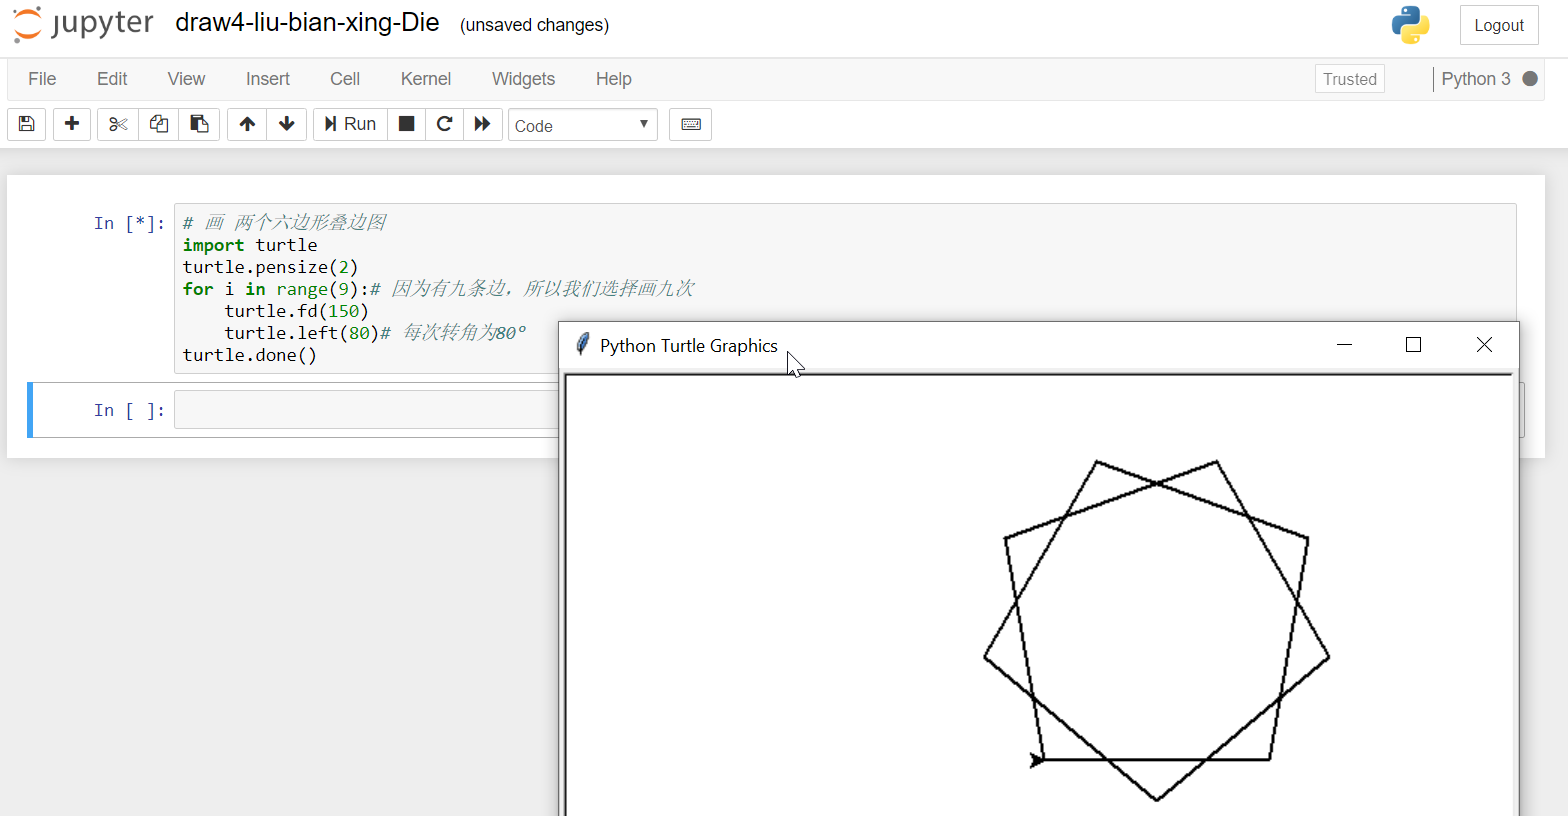 jupyter draw4-liu-bian-xing-Die (unsaved changes) Logout
File Edit View Insert Cell Kernel Widgets Help Trusted Python 3
Run Code
In [*]:
# 画 两个六边形叠边图
import turtle
turtle.pensize(2)
for i in range(9):# 因为有九条边，所以我们选择画九次
    turtle.fd(150)
    turtle.left(80)# 每次转角为80°
turtle.done()
In [ ]:
Python Turtle Graphics